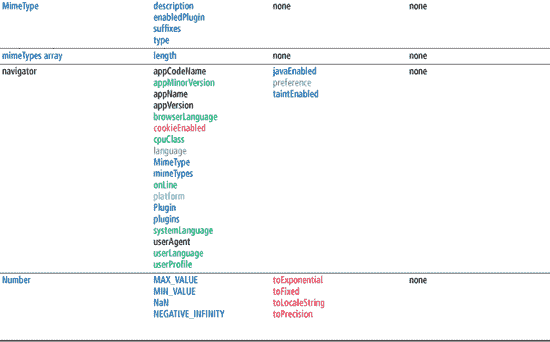 MimeType description none none
enabledPlugin
suffixes
type
mimeTypes array length none none
navigator appCodeName javaEnabled none
appMinorVersion preference
appName taintEnabled
appVersion
browserLanguage
cookieEnabled
cpuClass
language
MimeType
mimeTypes
onLine
platform
Plugin
plugins
systemLanguage
userAgent
userLanguage
userProfile
Number MAX_VALUE toExponential none
MIN_VALUE toFixed
NaN toLocaleString
NEGATIVE_INFINITY toPrecision